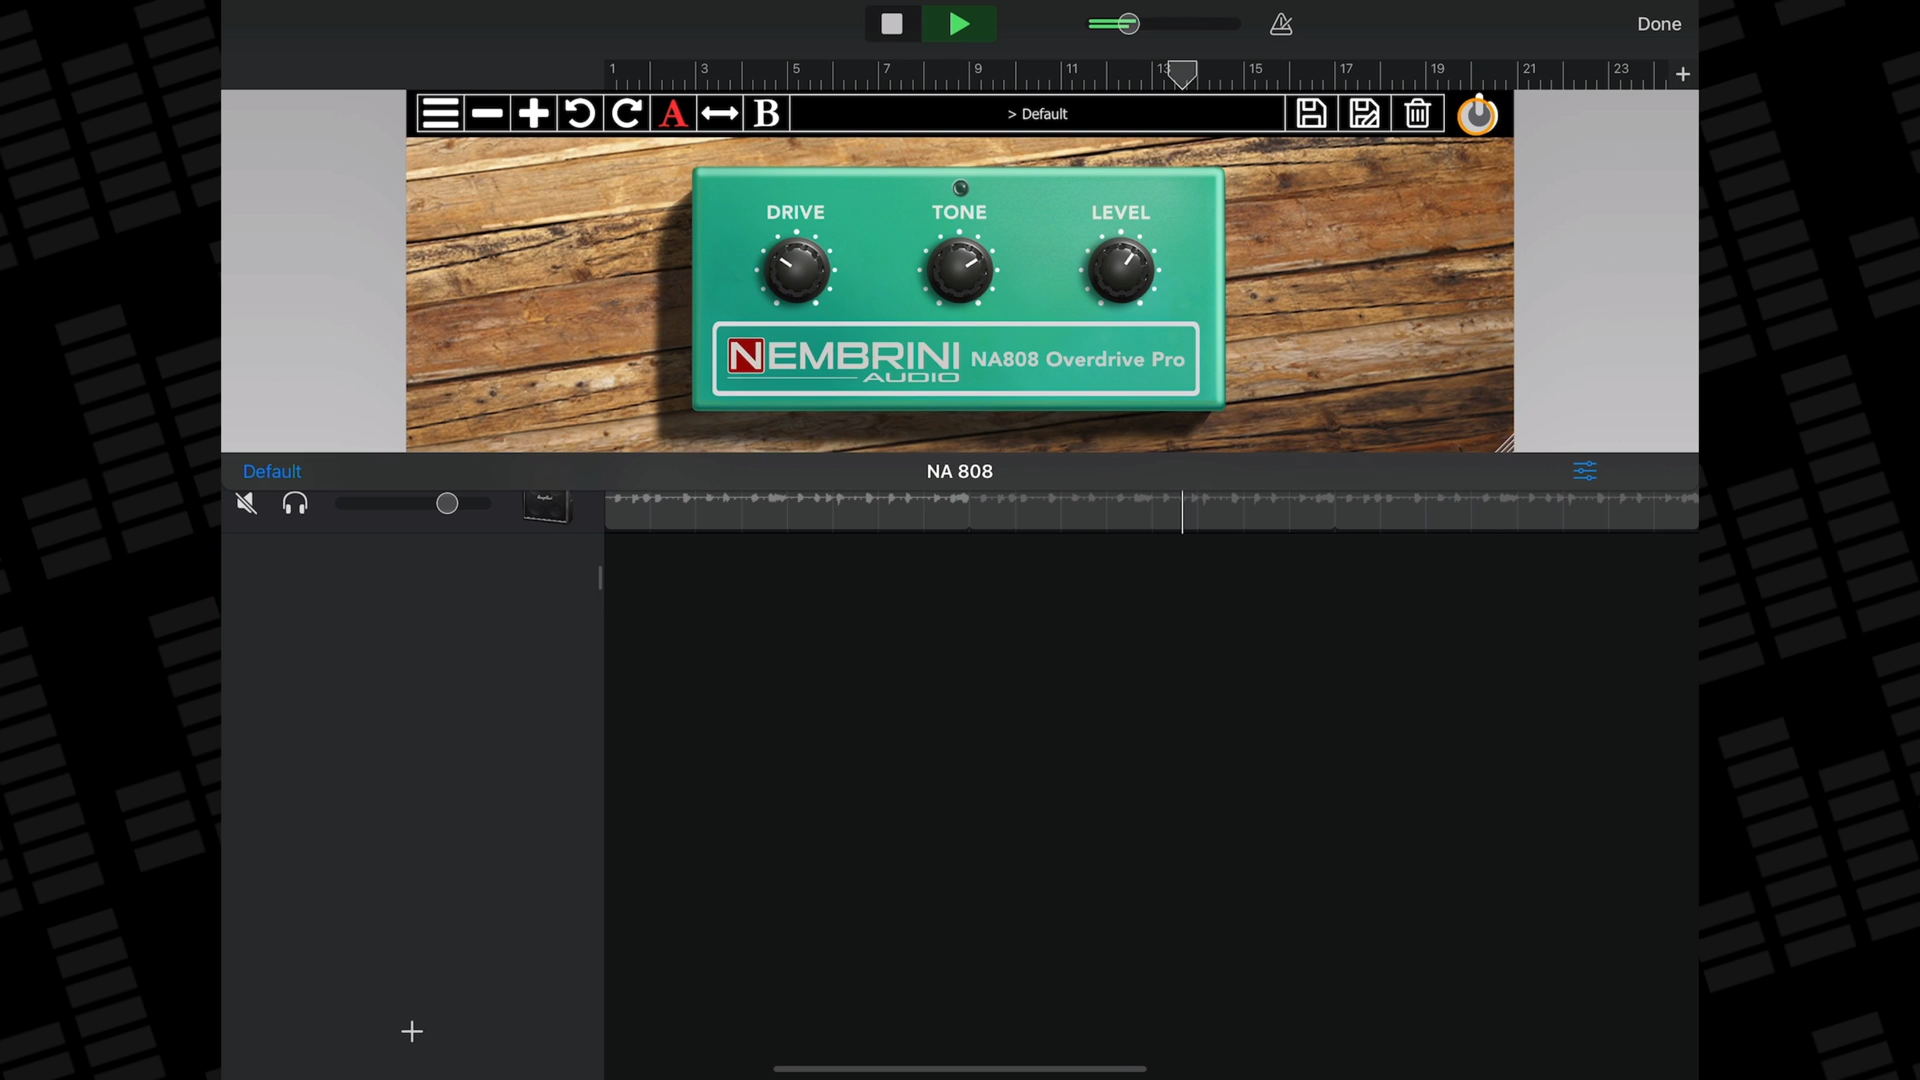 Done
1 3 5 7 9 11 13 15 17 19 21 23
A B > Default
DRIVE TONE LEVEL
NEMBRINI AUDIO NA808 Overdrive Pro
Default NA 808